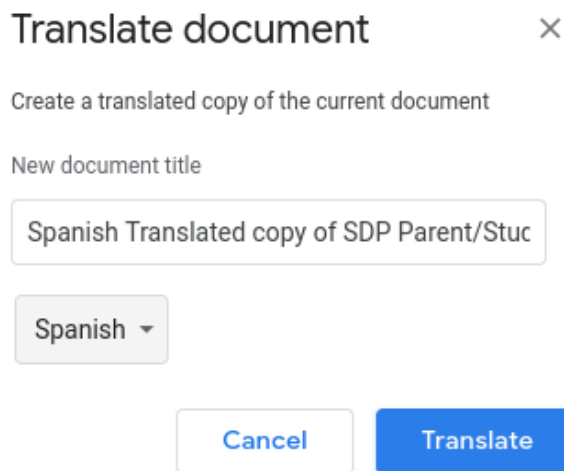 Translate document
Create a translated copy of the current document
New document title
Spanish Translated copy of SDP Parent/Stuc
Spanish
Cancel
Translate